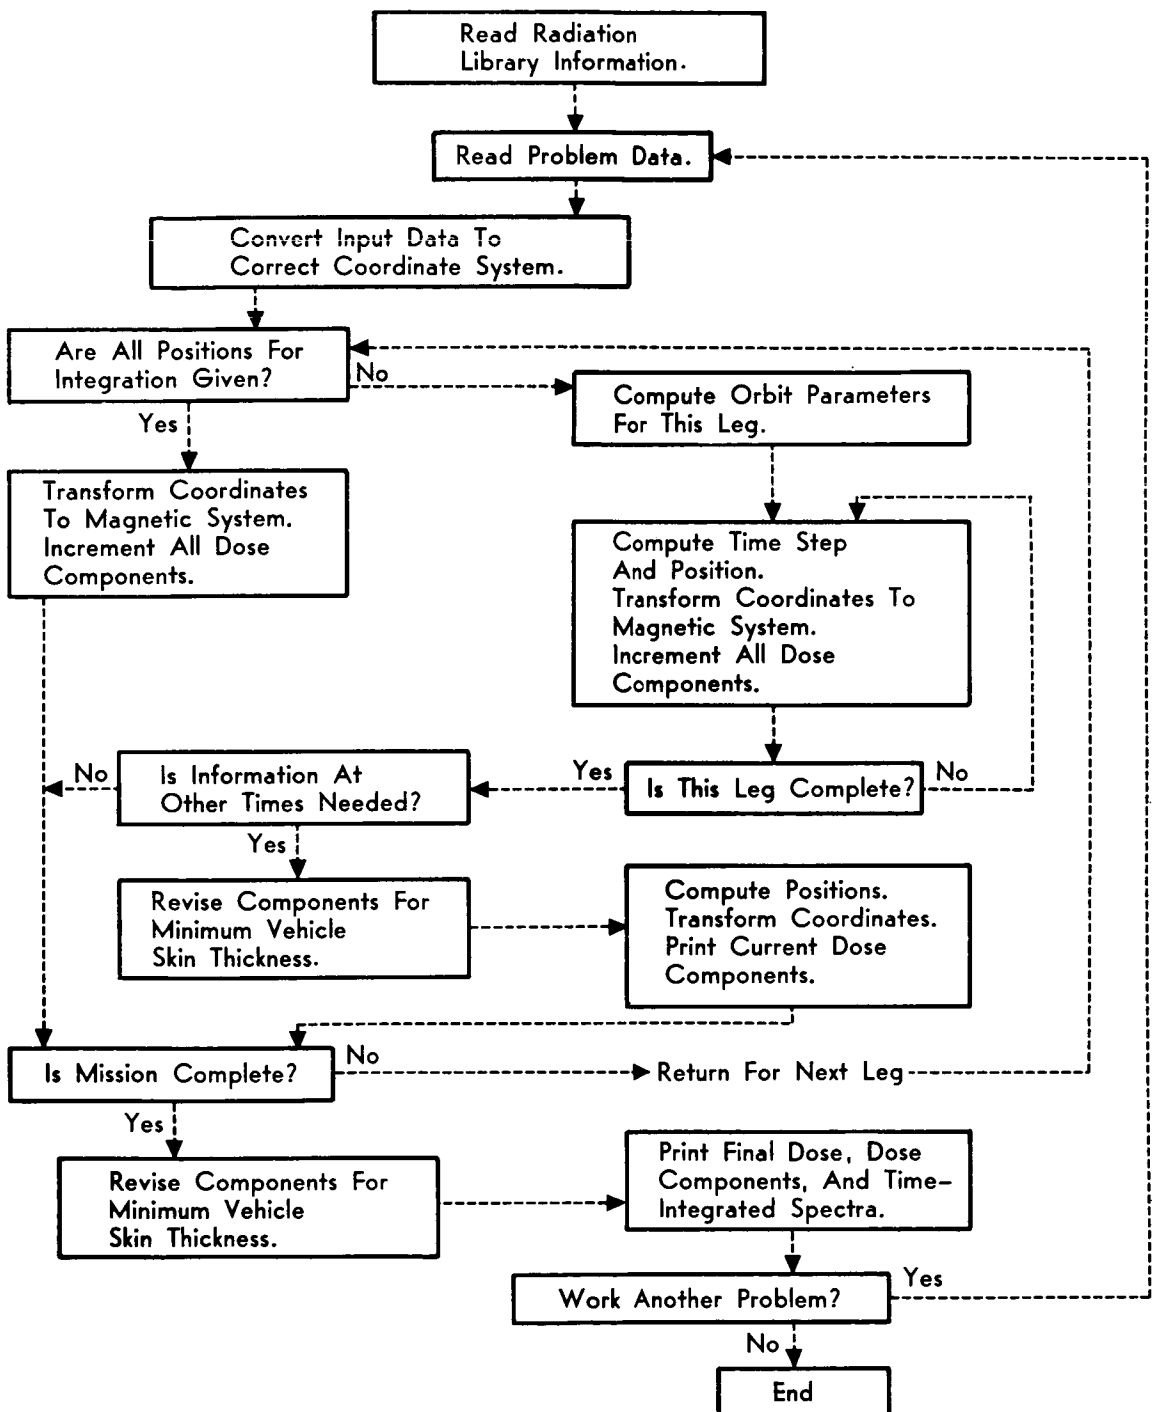 Read Radiation
Library Information.
Read Problem Data.
Convert Input Data To
Correct Coordinate System.
Are All Positions For
Integration Given?
No
Yes
Compute Orbit Parameters
For This Leg.
Transform Coordinates
To Magnetic System.
Increment All Dose
Components.
Compute Time Step
And Position.
Transform Coordinates To
Magnetic System.
Increment All Dose
Components.
No
Is Information At
Other Times Needed?
Yes
Is This Leg Complete?
No
Yes
Revise Components For
Minimum Vehicle
Skin Thickness.
Compute Positions.
Transform Coordinates.
Print Current Dose
Components.
Is Mission Complete?
No
Return For Next Leg
Yes
Revise Components For
Minimum Vehicle
Skin Thickness.
Print Final Dose, Dose
Components, And Time-
Integrated Spectra.
Work Another Problem?
Yes
No
End